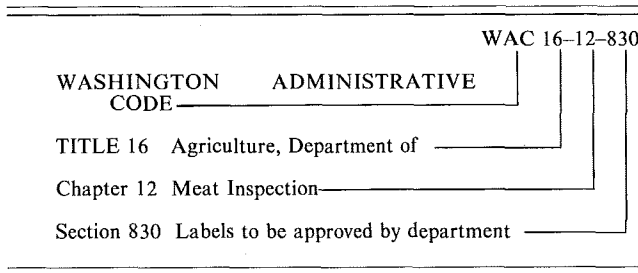 WAC 16–12–830
WASHINGTON ADMINISTRATIVE
CODE
TITLE 16 Agriculture, Department of
Chapter 12 Meat Inspection
Section 830 Labels to be approved by department